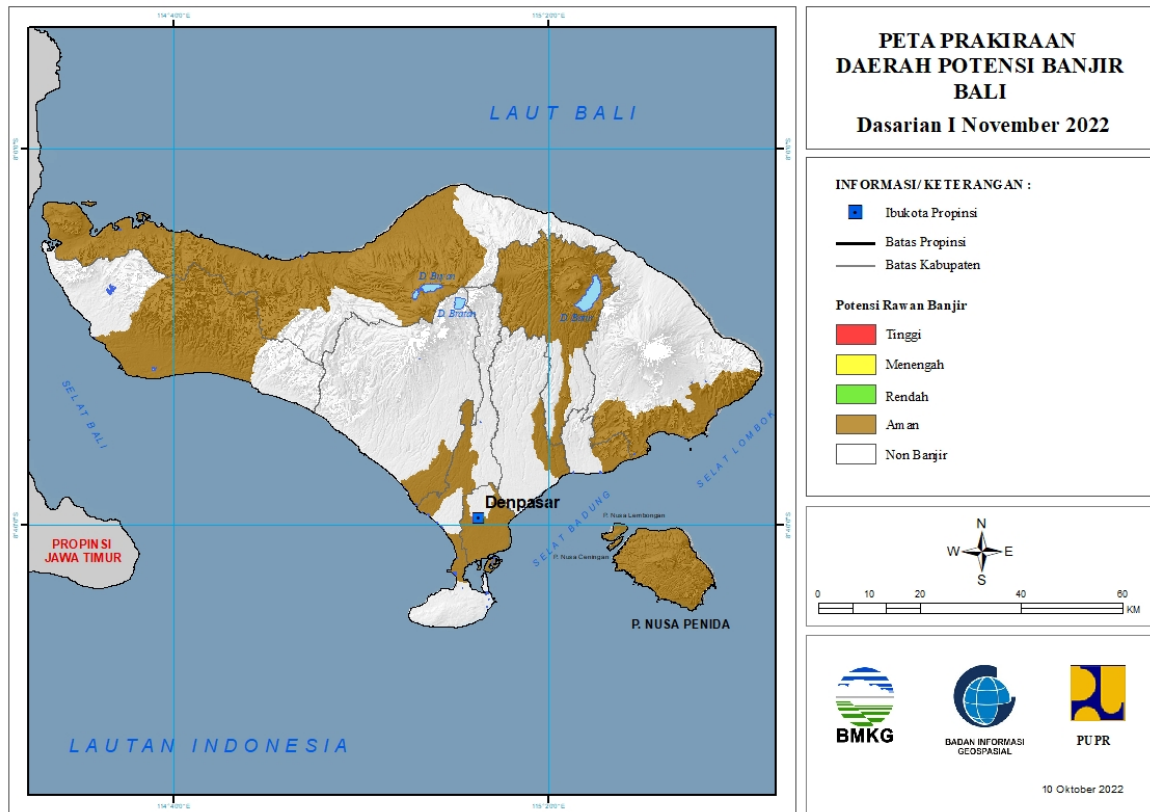 PETA PRAKIRAAN
DAERAH POTENSI BANJIR
BALI
Dasarian I November 2022
INFORMASI/ KETERANGAN :
Ibukota Propinsi
Batas Propinsi
Batas Kabupaten
Potensi Rawan Banjir
Tinggi
Menengah
Rendah
Aman
Non Banjir
N
W E
S
0 10 20 40 60
KM
BMKG
BADAN INFORMASI
GEOSPASIAL
PUPR
10 Oktober 2022
LAUT BALI
D. Buyan
D. Bratan
D. Batur
SELAT BALI
SELAT LOMBOK
Denpasar
SELAT BADUNG
P. Nusa Lembongan
P. Nusa Ceningan
PROPINSI
JAWA TIMUR
P. NUSA PENIDA
LAUTAN INDONESIA